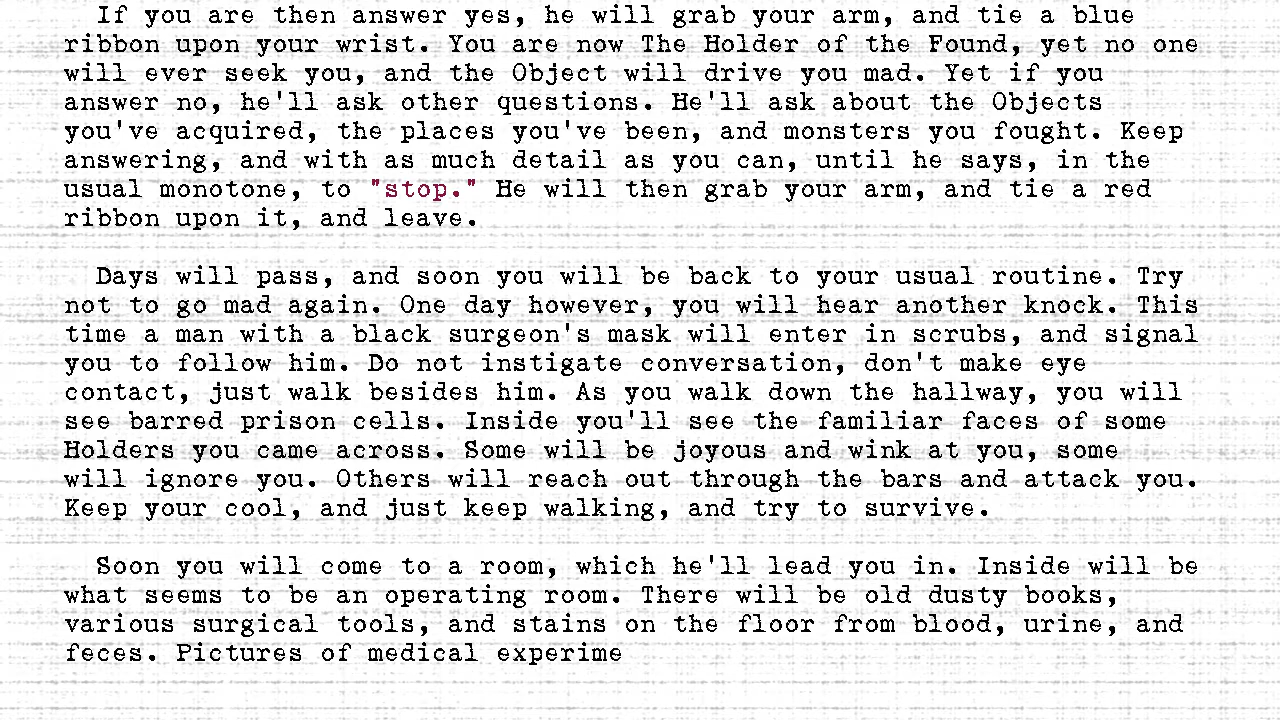 If you are then answer yes, he will grab your arm, and tie a blue
ribbon upon your wrist. You are now The Holder of the Found, yet no one
will ever seek you, and the Object will drive you mad. Yet if you
answer no, he'll ask other questions. He'll ask about the Objects
you've acquired, the places you've been, and monsters you fought. Keep
answering, and with as much detail as you can, until he says, in the
usual monotone, to "stop." He will then grab your arm, and tie a red
ribbon upon it, and leave.
Days will pass, and soon you will be back to your usual routine. Try
not to go mad again. One day however, you will hear another knock. This
time a man with a black surgeon's mask will enter in scrubs, and signal
you to follow him. Do not instigate conversation, don't make eye
contact, just walk besides him. As you walk down the hallway, you will
see barred prison cells. Inside you'll see the familiar faces of some
Holders you came across. Some will be joyous and wink at you, some
will ignore you. Others will reach out through the bars and attack you.
Keep your cool, and just keep walking, and try to survive.
Soon you will come to a room, which he'll lead you in. Inside will be
what seems to be an operating room. There will be old dusty books,
various surgical tools, and stains on the floor from blood, urine, and
feces. Pictures of medical experime